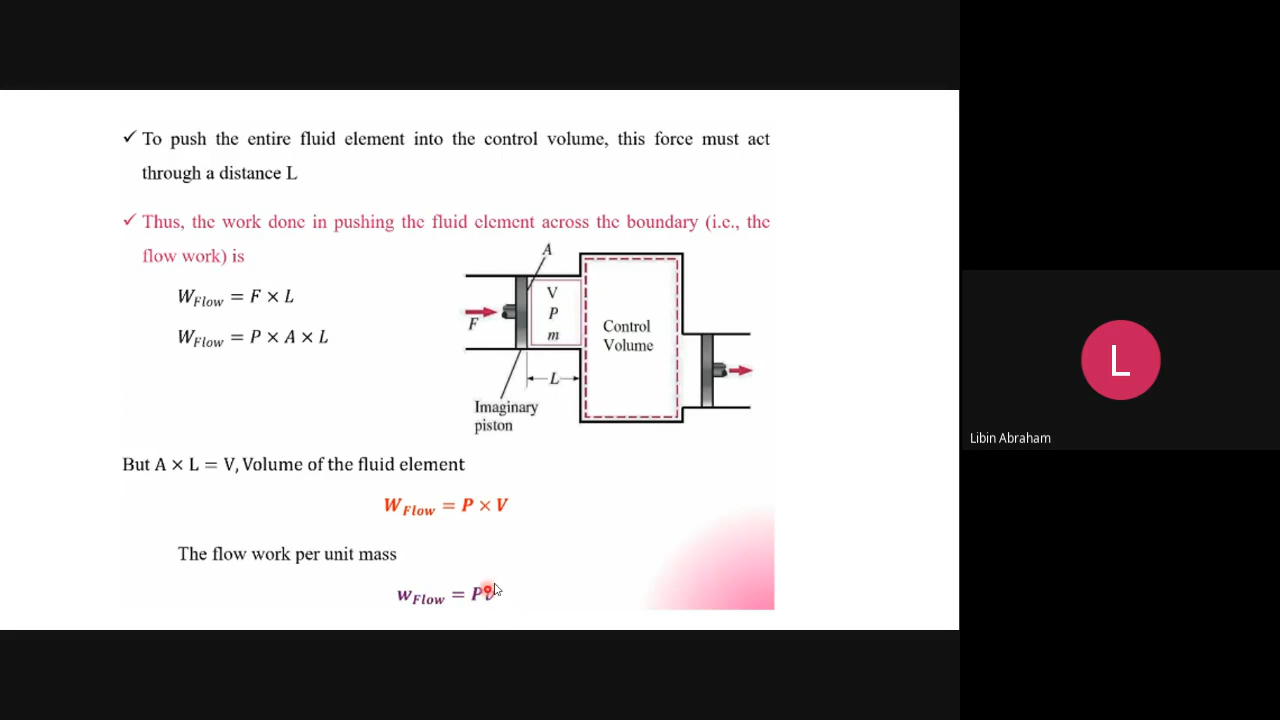 ✓ To push the entire fluid element into the control volume, this force must act
through a distance L
✓ Thus, the work done in pushing the fluid element across the boundary (i.e., the
flow work) is
W_Flow = F × L
W_Flow = P × A × L
A
V
P
m
F
L
Control
Volume
Imaginary
piston
But A × L = V, Volume of the fluid element
W_Flow = P × V
The flow work per unit mass
w_Flow = P
L
Libin Abraham